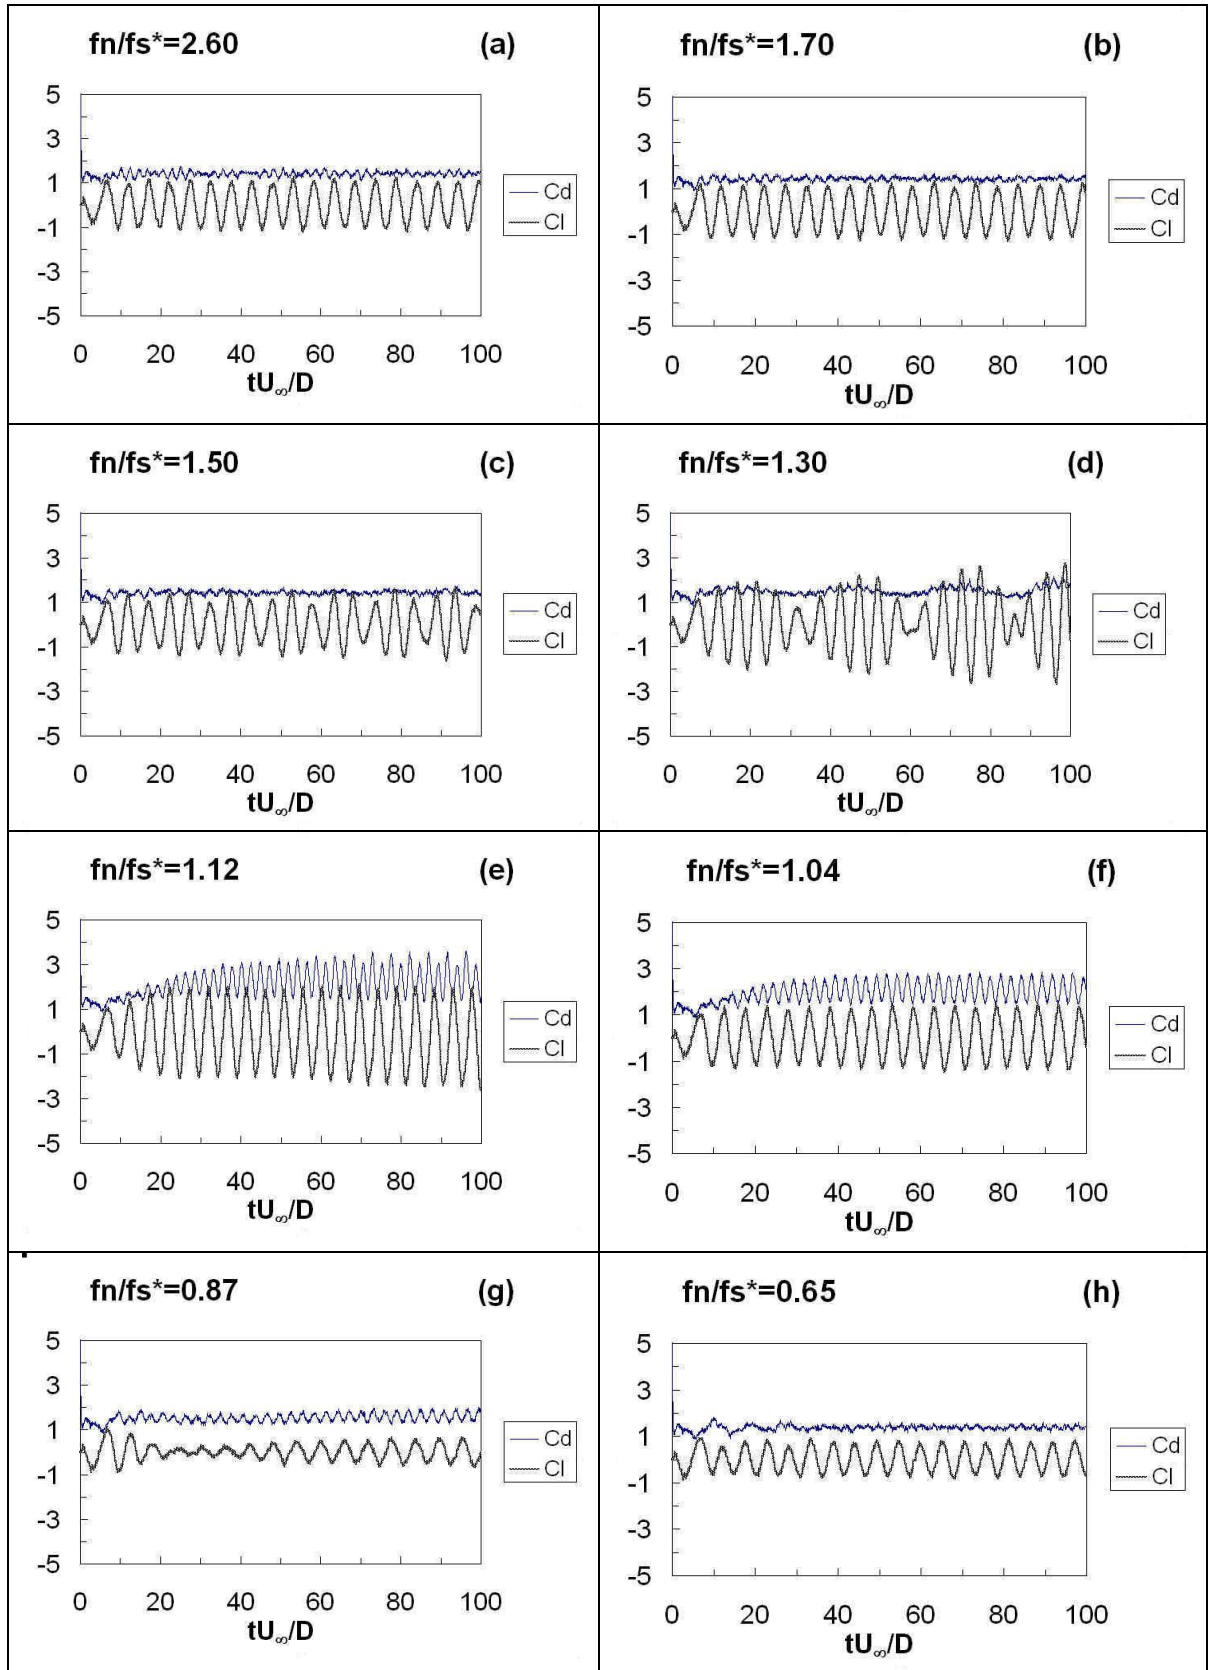 fn/fs*=2.60 (a)
5
3
1
-1
-3
-5
0 20 40 60 80 100
tU∞/D
Cd
Cl
fn/fs*=1.70 (b)
5
3
1
-1
-3
-5
0 20 40 60 80 100
tU∞/D
Cd
Cl
fn/fs*=1.50 (c)
5
3
1
-1
-3
-5
0 20 40 60 80 100
tU∞/D
Cd
Cl
fn/fs*=1.30 (d)
5
3
1
-1
-3
-5
0 20 40 60 80 100
tU∞/D
Cd
Cl
fn/fs*=1.12 (e)
5
3
1
-1
-3
-5
0 20 40 60 80 100
tU∞/D
Cd
Cl
fn/fs*=1.04 (f)
5
3
1
-1
-3
-5
0 20 40 60 80 100
tU∞/D
Cd
Cl
fn/fs*=0.87 (g)
5
3
1
-1
-3
-5
0 20 40 60 80 100
tU∞/D
Cd
Cl
fn/fs*=0.65 (h)
5
3
1
-1
-3
-5
0 20 40 60 80 100
tU∞/D
Cd
Cl